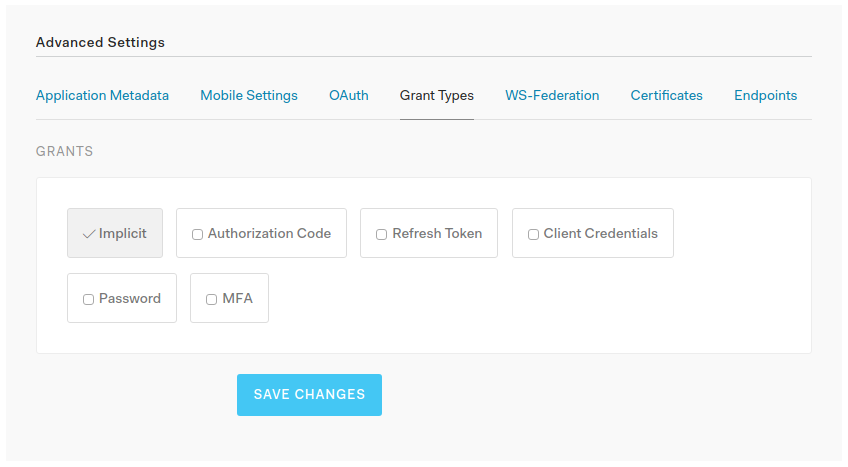 Advanced Settings
Application Metadata Mobile Settings OAuth Grant Types WS-Federation Certificates Endpoints
GRANTS
Implicit Authorization Code Refresh Token Client Credentials
Password MFA
SAVE CHANGES